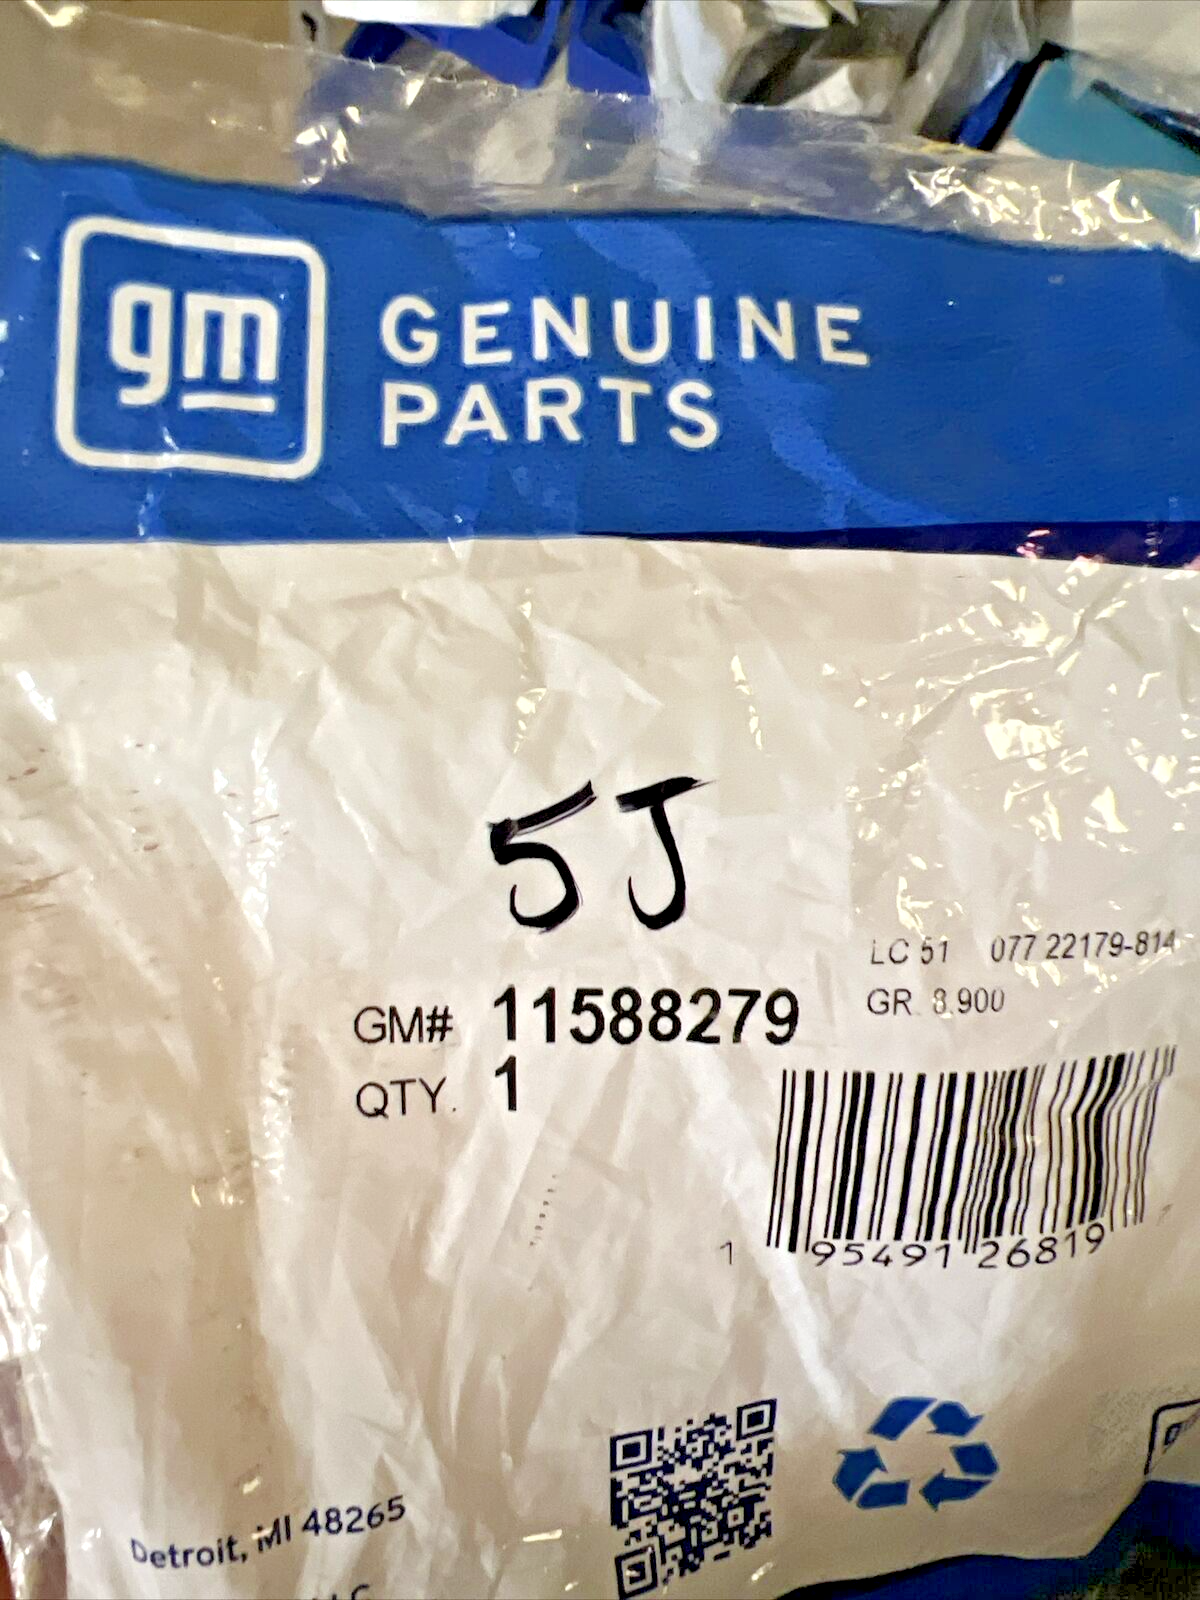 gm
GENUINE
PARTS
5J
LC 51 077 22179-814
GR. 8.900
GM# 11588279
QTY. 1
1 95491 26819
Detroit, MI 48265